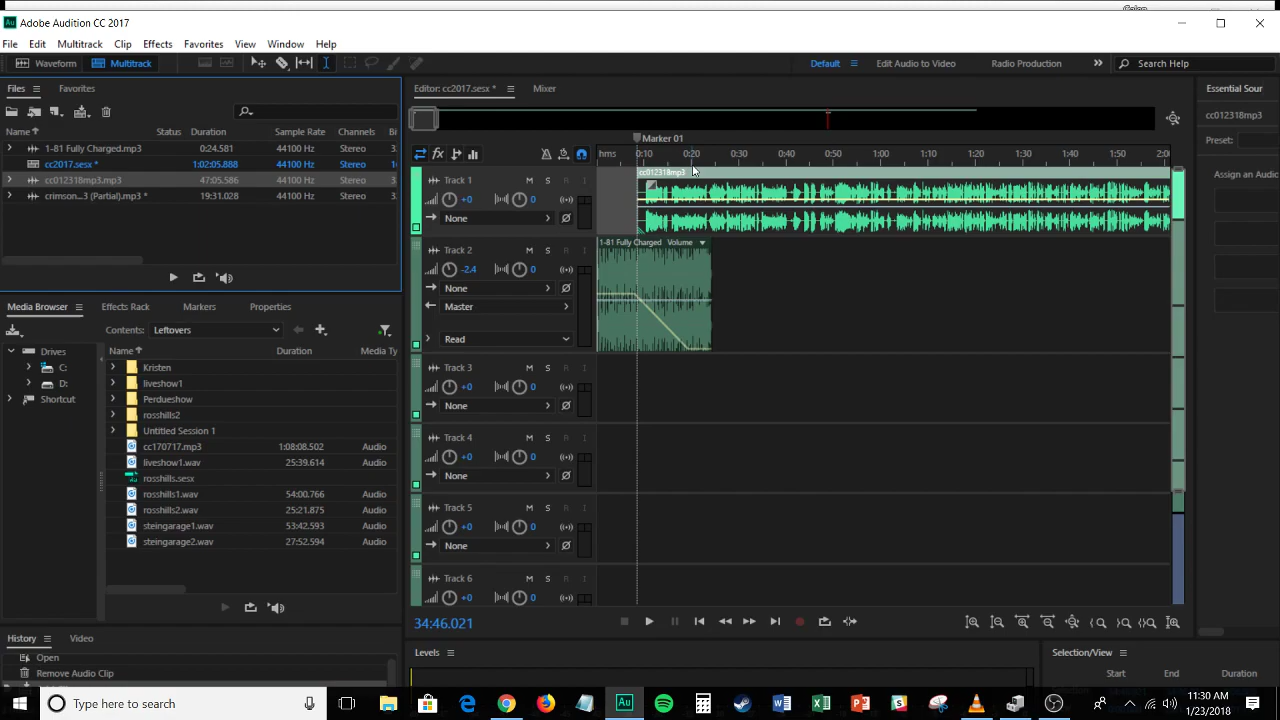 Au Adobe Audition CC 2017
File Edit Multitrack Clip Effects Favorites View Window Help
Waveform Multitrack Default Edit Audio to Video Radio Production Search Help
Files Favorites
Name Status Duration Sample Rate Channels Bi
1-81 Fully Charged.mp3 0:24.581 44100 Hz Stereo 3
cc2017.sesx * 1:02:05.888 44100 Hz Stereo 1
cc012318mp3.mp3 47:05.586 44100 Hz Stereo 3
crimson...3 (Partial).mp3 * 19:31.028 44100 Hz Stereo 3
Media Browser Effects Rack Markers Properties
Contents: Leftovers
Drives
C:
D:
Shortcut
Name Duration Media Ty
Kristen
liveshow1
Perdueshow
rosshills2
Untitled Session 1
cc170717.mp3 1:08:08.502 Audio
liveshow1.wav 25:39.614 Audio
rosshills.sesx
rosshills1.wav 54:00.766 Audio
rosshills2.wav 25:21.875 Audio
steingarage1.wav 53:42.593 Audio
steingarage2.wav 27:52.594 Audio
History Video
Open
Remove Audio Clip
Editor: cc2017.sesx * Mixer
Marker 01
hms 0:10 0:20 0:30 0:40 0:50 1:00 1:10 1:20 1:30 1:40 1:50 2:0
Track 1 M S R I
+0 0
None
cc012318mp3
Track 2 M S R I
-2.4 0
None
Master
Read
1-81 Fully Charged Volume
Track 3 M S R I
+0 0
None
Track 4 M S R I
+0 0
None
Track 5 M S R I
+0 0
None
Track 6 M S R I
+0 0
34:46.021
Levels
Selection/View
Start End Duration
Essential Sour
cc012318mp3
Preset:
Assign an Audio
Type here to search
11:30 AM
1/23/2018